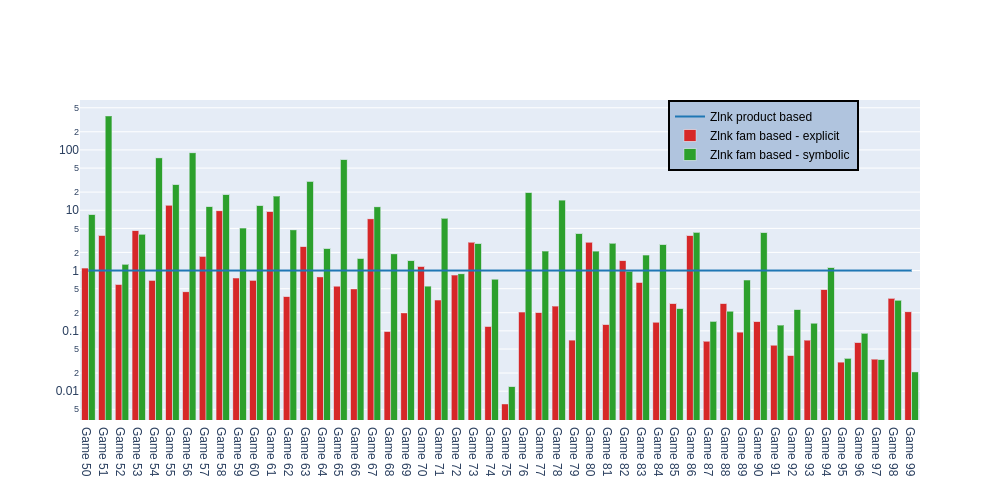 Zlnk product based
Zlnk fam based - explicit
Zlnk fam based - symbolic
5
2
100
5
2
10
5
2
1
5
2
0.1
5
2
0.01
5
Game 50
Game 51
Game 52
Game 53
Game 54
Game 55
Game 56
Game 57
Game 58
Game 59
Game 60
Game 61
Game 62
Game 63
Game 64
Game 65
Game 66
Game 67
Game 68
Game 69
Game 70
Game 71
Game 72
Game 73
Game 74
Game 75
Game 76
Game 77
Game 78
Game 79
Game 80
Game 81
Game 82
Game 83
Game 84
Game 85
Game 86
Game 87
Game 88
Game 89
Game 90
Game 91
Game 92
Game 93
Game 94
Game 95
Game 96
Game 97
Game 98
Game 99